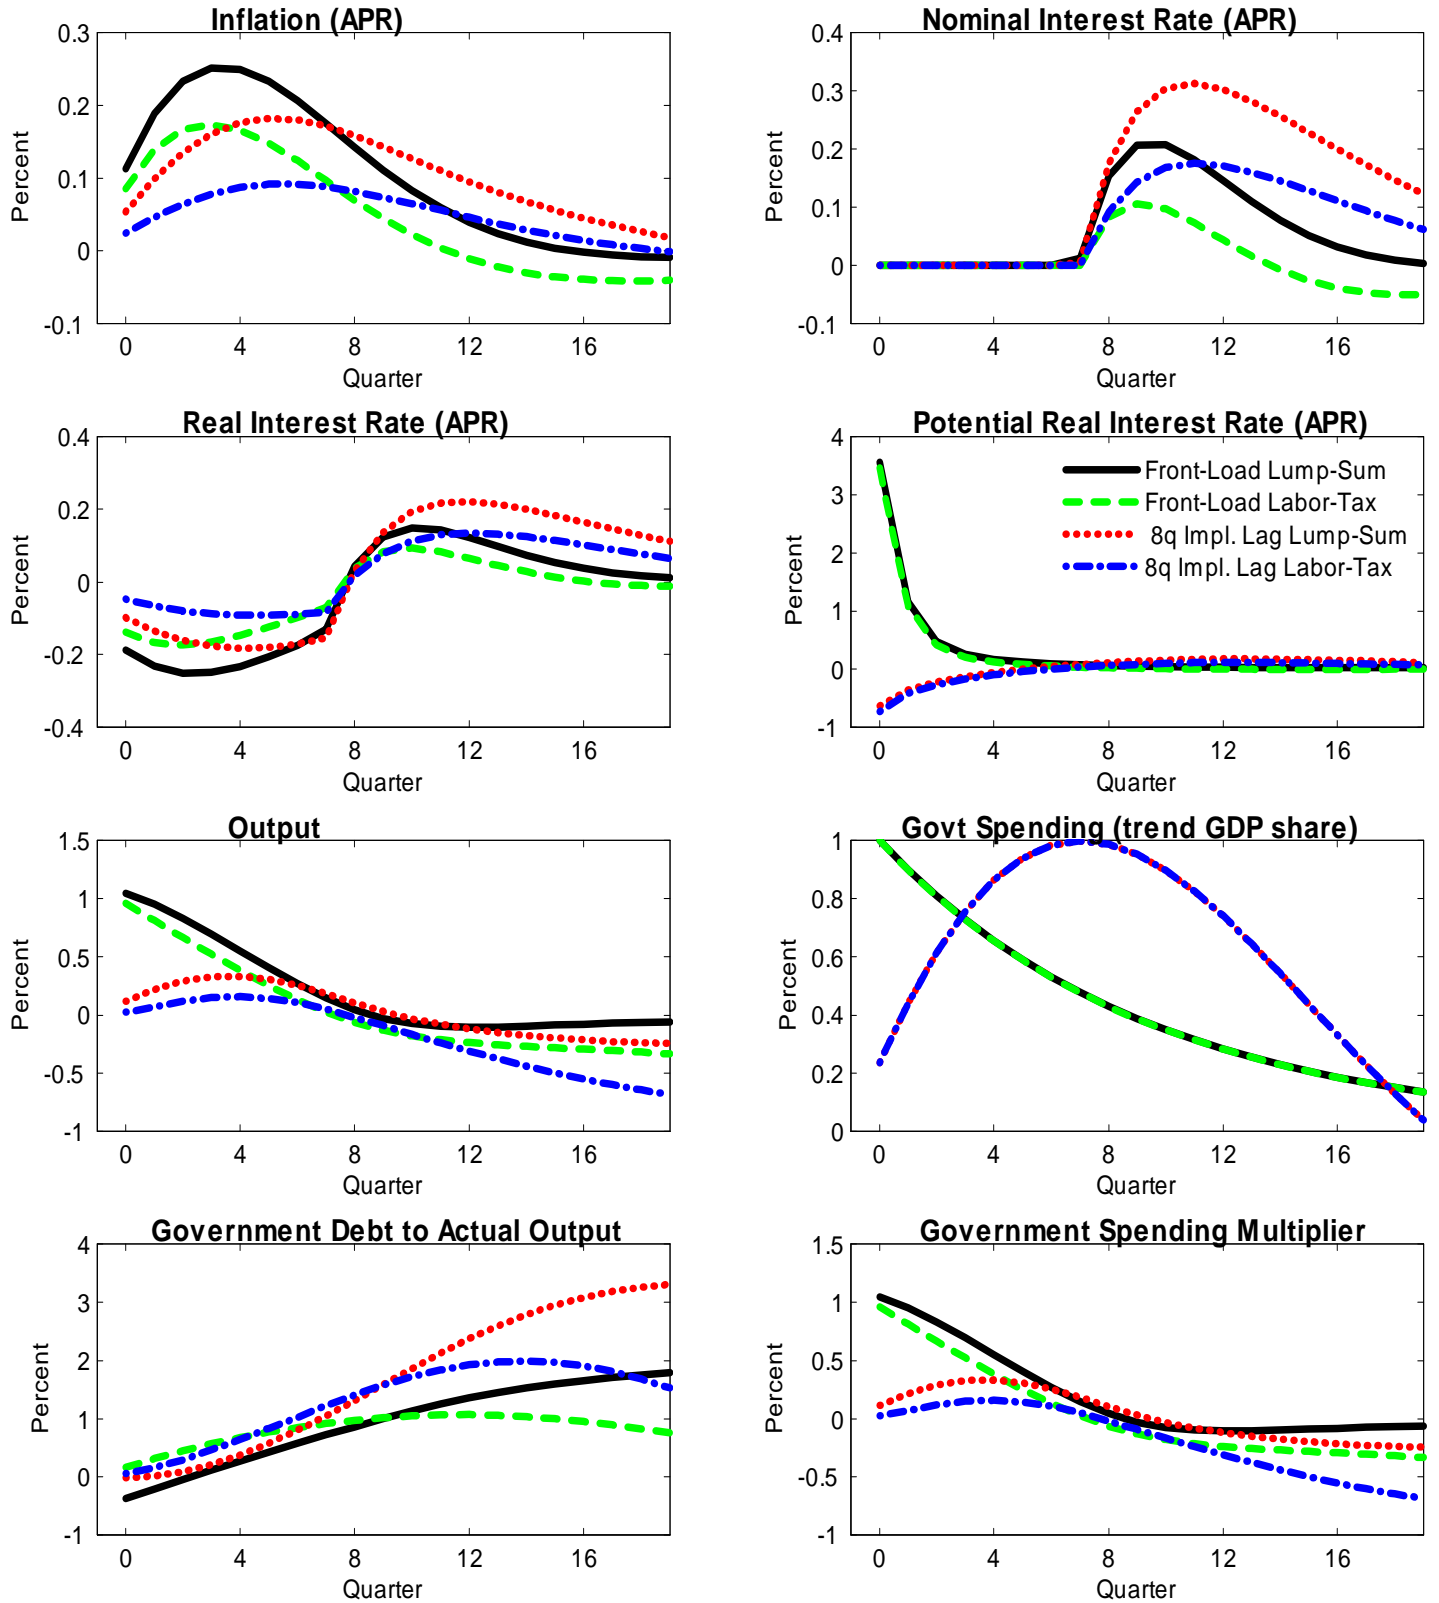 Inflation (APR)
0.3
0.2
0.1
0
-0.1
Percent
0 4 8 12 16
Quarter
Nominal Interest Rate (APR)
0.4
0.3
0.2
0.1
0
-0.1
Percent
0 4 8 12 16
Quarter
Real Interest Rate (APR)
0.4
0.2
0
-0.2
-0.4
Percent
0 4 8 12 16
Quarter
Potential Real Interest Rate (APR)
4
3
2
1
0
-1
Percent
Front-Load Lump-Sum
Front-Load Labor-Tax
8q Impl. Lag Lump-Sum
8q Impl. Lag Labor-Tax
0 4 8 12 16
Quarter
Output
1.5
1
0.5
0
-0.5
-1
Percent
0 4 8 12 16
Quarter
Govt Spending (trend GDP share)
1
0.8
0.6
0.4
0.2
0
Percent
0 4 8 12 16
Quarter
Government Debt to Actual Output
4
3
2
1
0
-1
Percent
0 4 8 12 16
Quarter
Government Spending Multiplier
1.5
1
0.5
0
-0.5
-1
Percent
0 4 8 12 16
Quarter